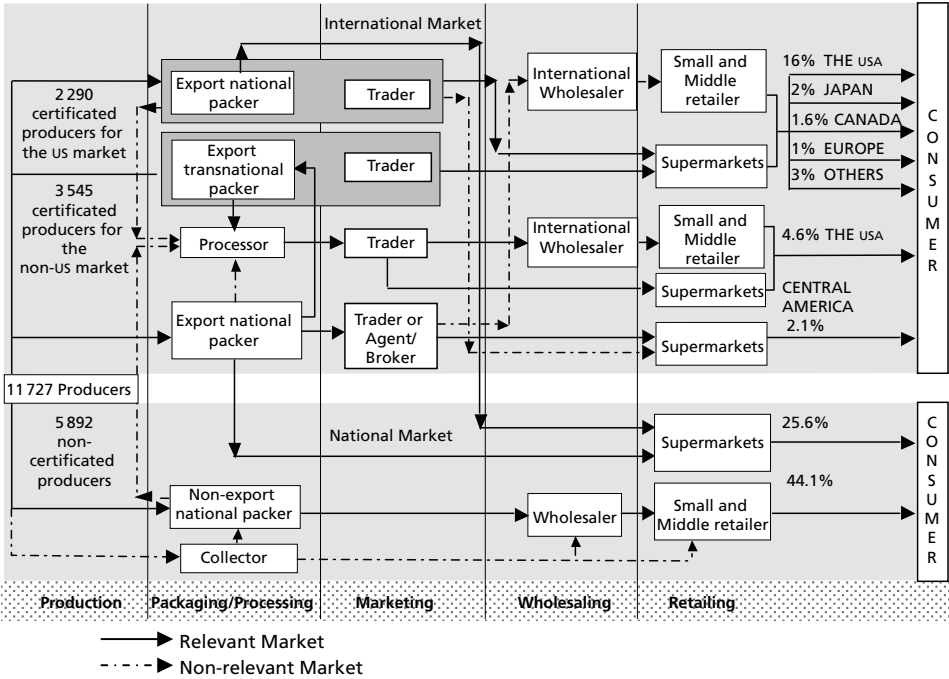 International Market
2 290
certificated
producers for
the US market
3 545
certificated
producers for
the
non-US market
11 727 Producers
5 892
non-
certificated
producers
Export national
packer
Trader
Export
transnational
packer
Trader
Processor
Trader
Export national
packer
Trader or
Agent/
Broker
International
Wholesaler
Small and
Middle
retailer
Supermarkets
International
Wholesaler
Small and
Middle
retailer
Supermarkets
Supermarkets
16% THE USA
2% JAPAN
1.6% CANADA
1% EUROPE
3% OTHERS
4.6% THE USA
CENTRAL
AMERICA
2.1%
C
O
N
S
U
M
E
R
National Market
Non-export
national packer
Collector
Wholesaler
Supermarkets
Small and
Middle retailer
25.6%
44.1%
C
O
N
S
U
M
E
R
Production
Packaging/Processing
Marketing
Wholesaling
Retailing
Relevant Market
Non-relevant Market